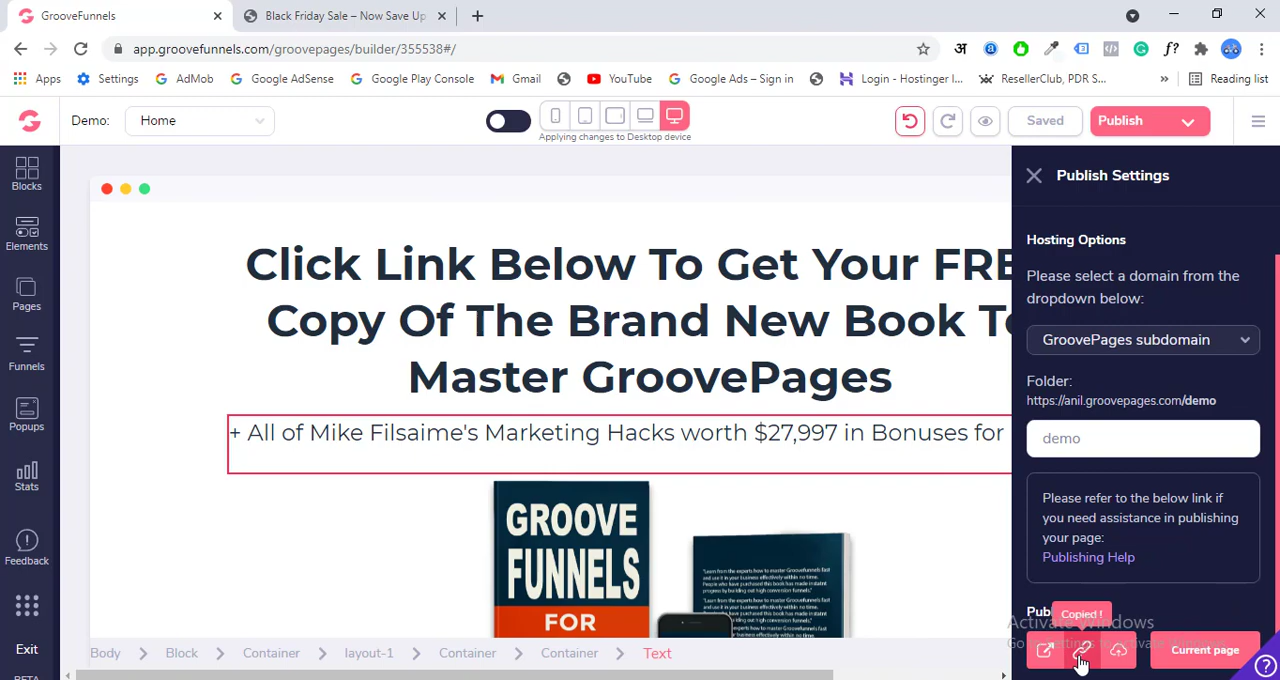 GrooveFunnels
Black Friday Sale – Now Save Up
app.groovefunnels.com/groovepages/builder/355538#/
Apps
Settings
AdMob
Google AdSense
Google Play Console
Gmail
YouTube
Google Ads – Sign in
Login - Hostinger I...
ResellerClub, PDR S...
»
Reading list
Demo:
Home
Applying changes to Desktop device
Saved
Publish
Blocks
Elements
Pages
Funnels
Popups
Stats
Feedback
Exit
BETA
Click Link Below To Get Your FRE
Copy Of The Brand New Book To
Master GroovePages
+ All of Mike Filsaime's Marketing Hacks worth $27,997 in Bonuses for
GROOVE
FUNNELS
FOR
Body
Block
Container
layout-1
Container
Container
Text
Publish Settings
Hosting Options
Please select a domain from the
dropdown below:
GroovePages subdomain
Folder:
https://anil.groovepages.com/demo
demo
Please refer to the below link if
you need assistance in publishing
your page:
Publishing Help
Copied !
Activate Windows
Current page